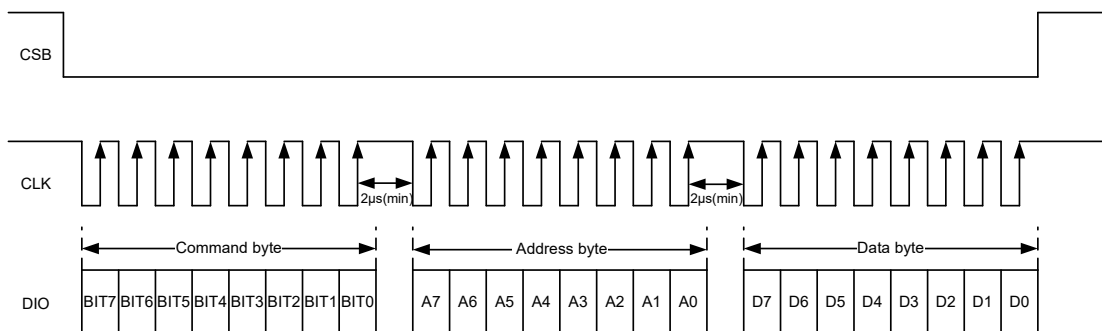 CSB
CLK
2µs(min) 2µs(min)
Command byte Address byte Data byte
DIO BIT7 BIT6 BIT5 BIT4 BIT3 BIT2 BIT1 BIT0 A7 A6 A5 A4 A3 A2 A1 A0 D7 D6 D5 D4 D3 D2 D1 D0